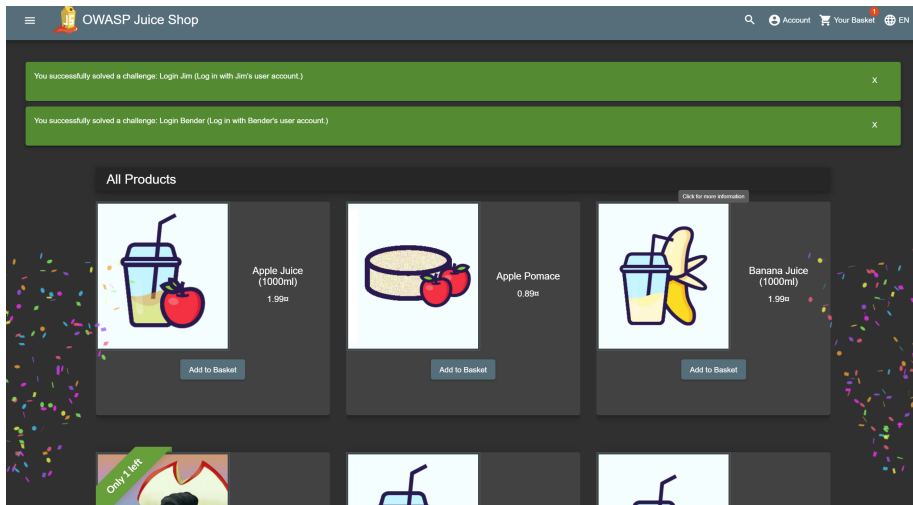 OWASP Juice Shop
Account
1
Your Basket
EN
You successfully solved a challenge: Login Jim (Log in with Jim's user account.)
X
You successfully solved a challenge: Login Bender (Log in with Bender's user account.)
X
All Products
Click for more information
Apple Juice
(1000ml)
1.99¤
Add to Basket
Apple Pomace
0.89¤
Add to Basket
Banana Juice
(1000ml)
1.99¤
Add to Basket
Only 1 left